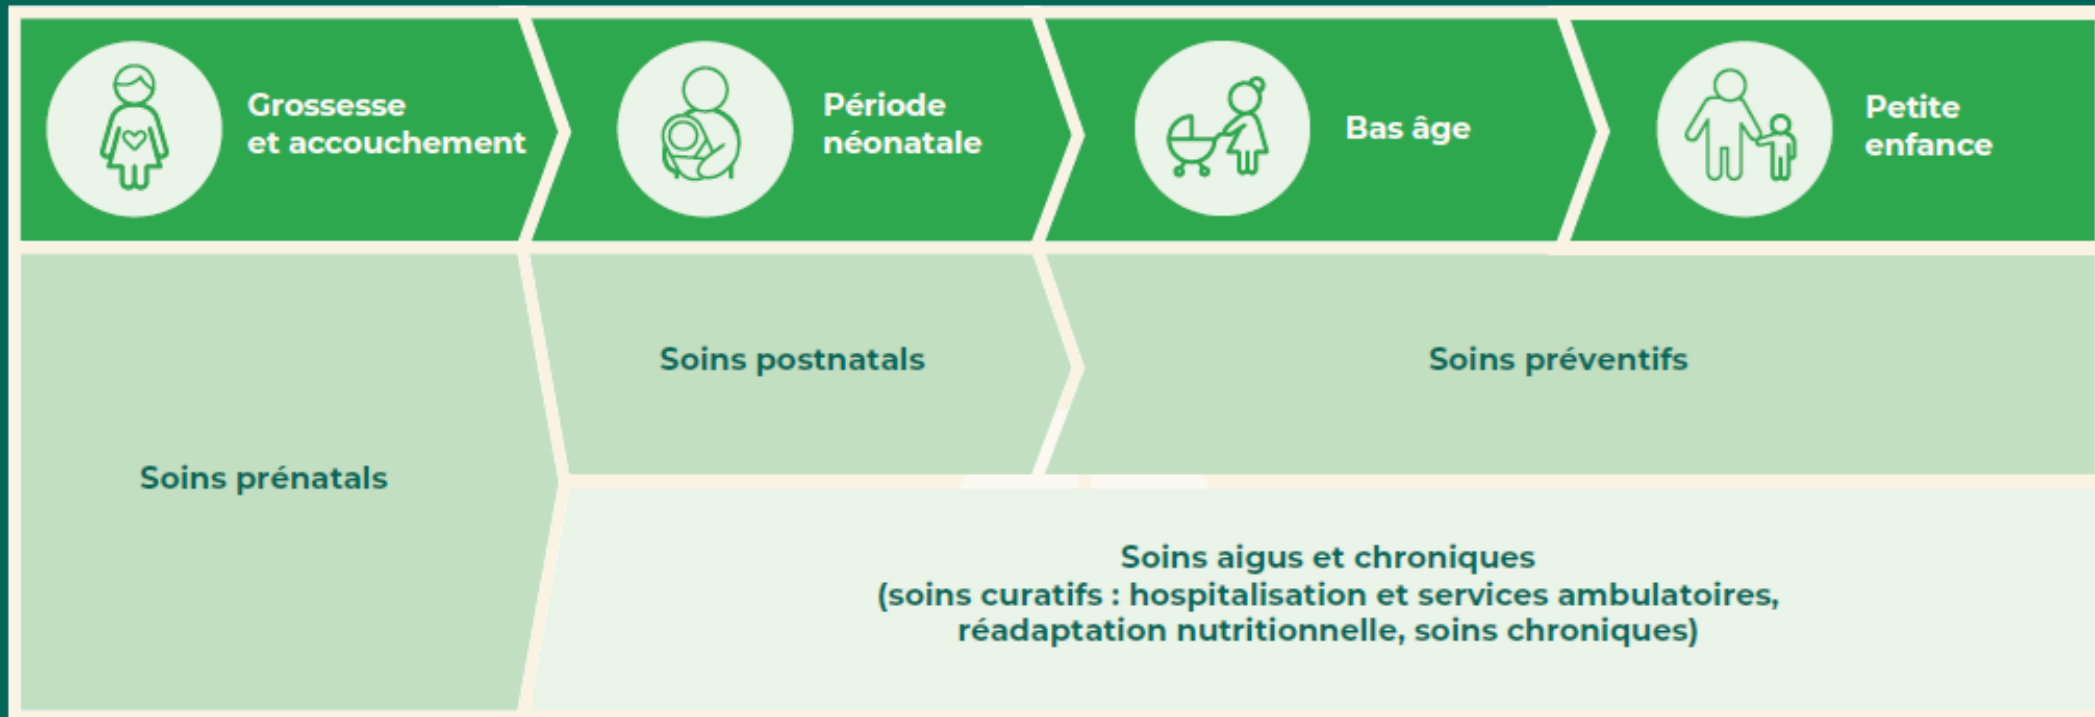 Grossesse
et accouchement
Période
néonatale
Bas âge
Petite
enfance
Soins postnatals
Soins préventifs
Soins prénatals
Soins aigus et chroniques
(soins curatifs : hospitalisation et services ambulatoires,
réadaptation nutritionnelle, soins chroniques)